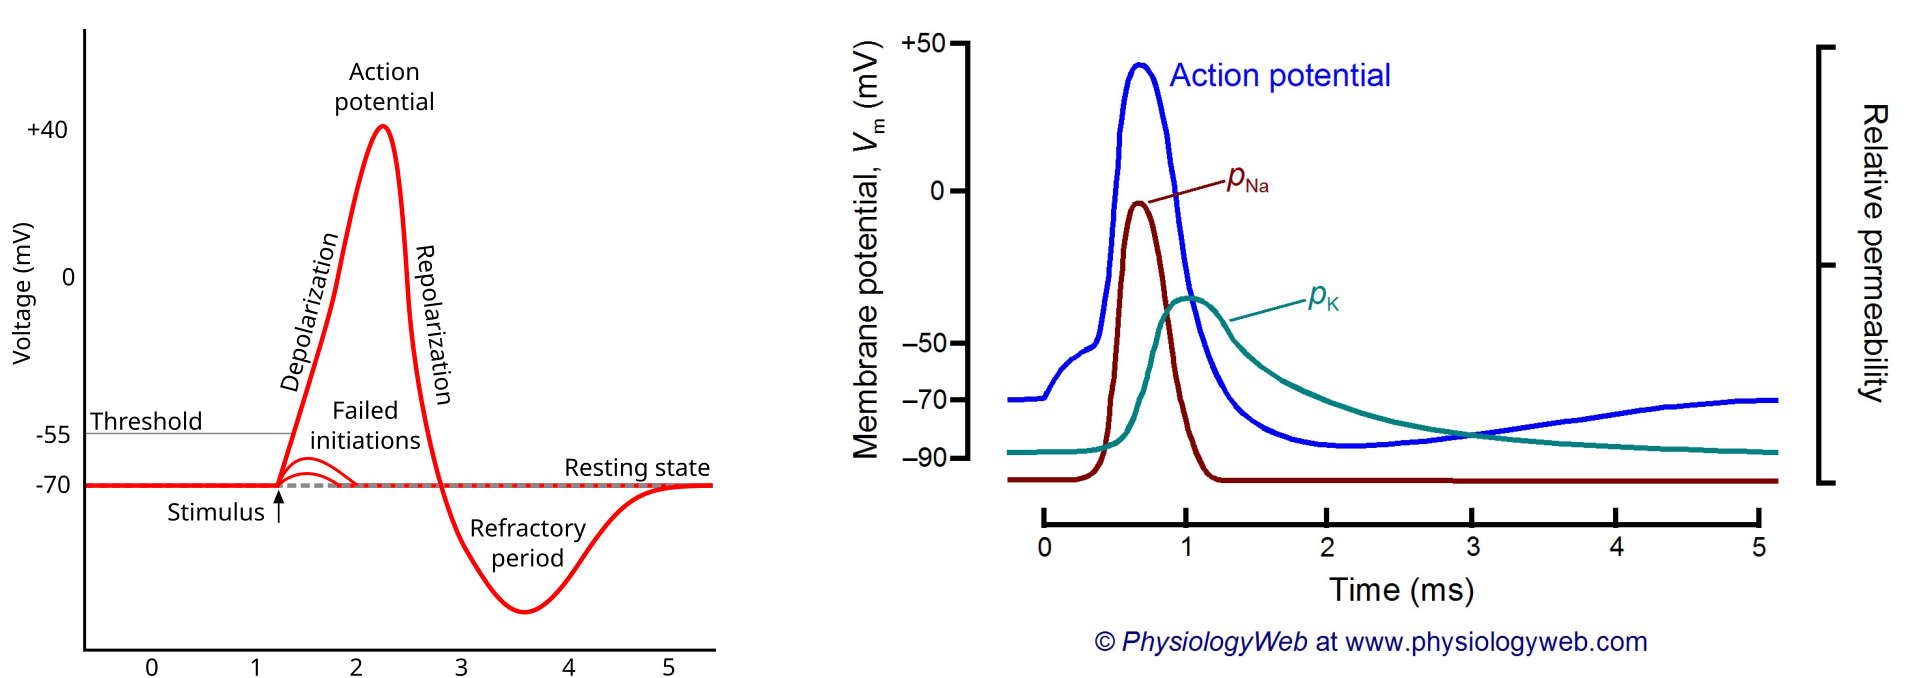 Action
potential
+40
Voltage (mV)
0
Depolarization
Repolarization
Failed
initiations
Threshold
-55
-70
Resting state
Stimulus
Refractory
period
0 1 2 3 4 5
Membrane potential, Vm (mV)
+50
0
–50
–70
–90
Action potential
pNa
pK
Relative permeability
0 1 2 3 4 5
Time (ms)
© PhysiologyWeb at www.physiologyweb.com